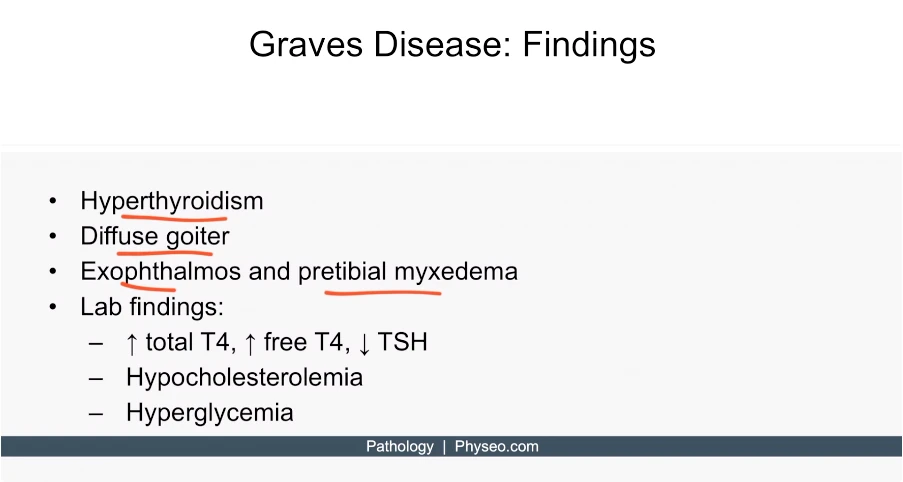 Graves Disease: Findings
• Hyperthyroidism
• Diffuse goiter
• Exophthalmos and pretibial myxedema
• Lab findings:
– ↑ total T4, ↑ free T4, ↓ TSH
– Hypocholesterolemia
– Hyperglycemia
Pathology | Physeo.com